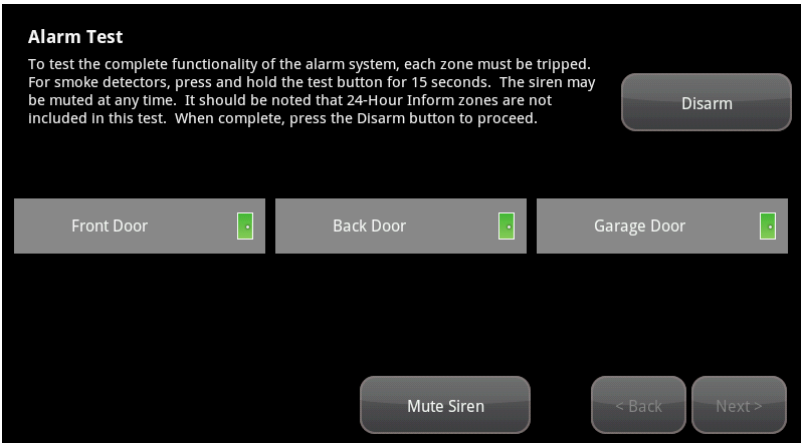 Alarm Test
To test the complete functionality of the alarm system, each zone must be tripped.
For smoke detectors, press and hold the test button for 15 seconds.  The siren may
be muted at any time.  It should be noted that 24-Hour Inform zones are not
included in this test.  When complete, press the Disarm button to proceed.
Disarm
Front Door
Back Door
Garage Door
Mute Siren
< Back
Next >